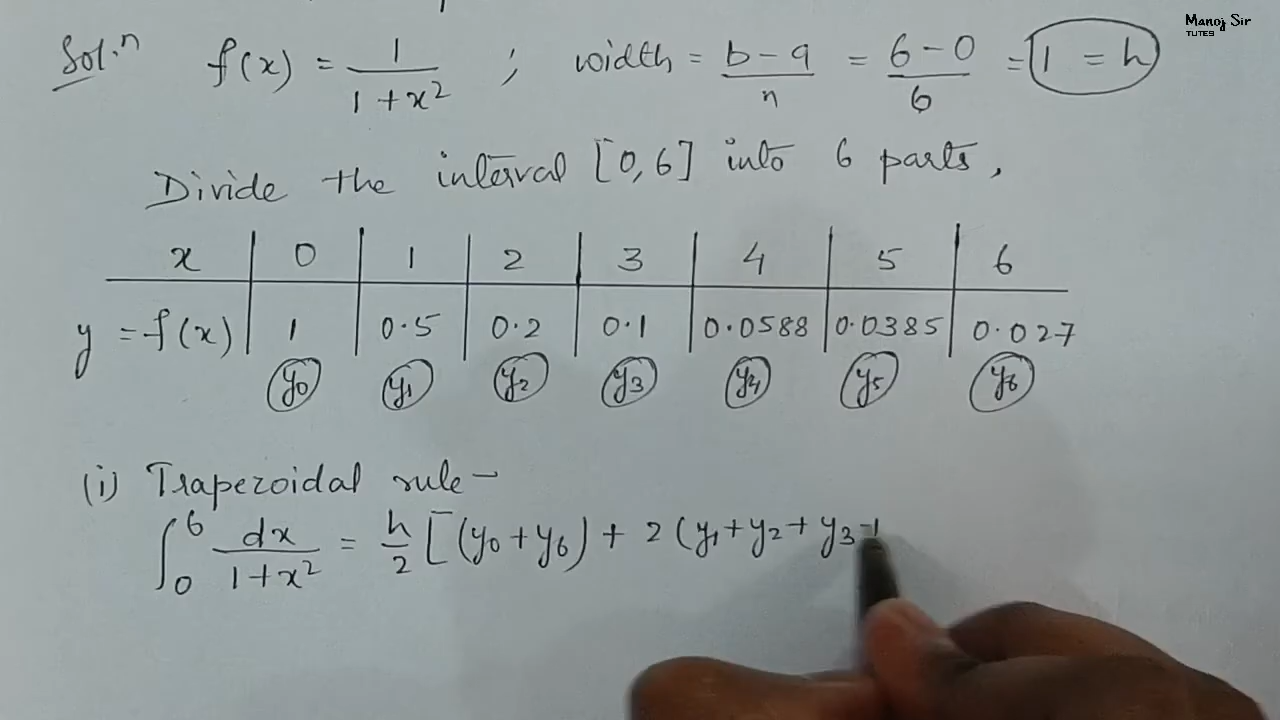 Manoj Sir
TUTES
Sol.ⁿ f(x) = 1/(1+x²) ; width = (b-a)/n = (6-0)/6 = 1 = h
Divide the interval [0,6] into 6 parts,
x | 0 | 1 | 2 | 3 | 4 | 5 | 6
y = f(x) | 1 | 0.5 | 0.2 | 0.1 | 0.0588 | 0.0385 | 0.027
y₀ y₁ y₂ y₃ y₄ y₅ y₆
(i) Trapezoidal rule-
∫₀⁶ dx/(1+x²) = h/2 [(y₀+y₆) + 2(y₁+y₂+y₃